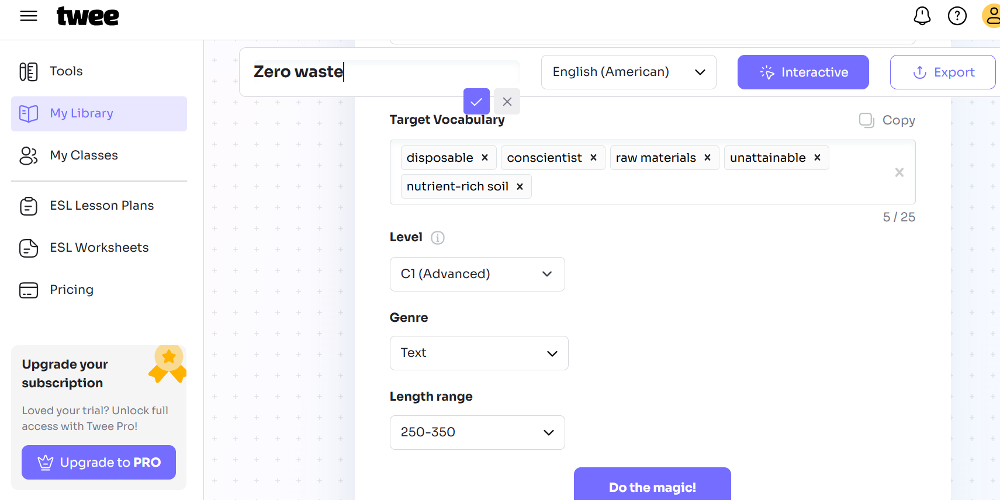 twee
Tools
My Library
My Classes
ESL Lesson Plans
ESL Worksheets
Pricing
Upgrade your
subscription
Loved your trial? Unlock full
access with Twee Pro!
Upgrade to PRO
Zero waste
English (American)
Interactive
Export
Target Vocabulary
Copy
disposable × conscientist × raw materials × unattainable ×
nutrient-rich soil ×
5 / 25
Level
C1 (Advanced)
Genre
Text
Length range
250-350
Do the magic!